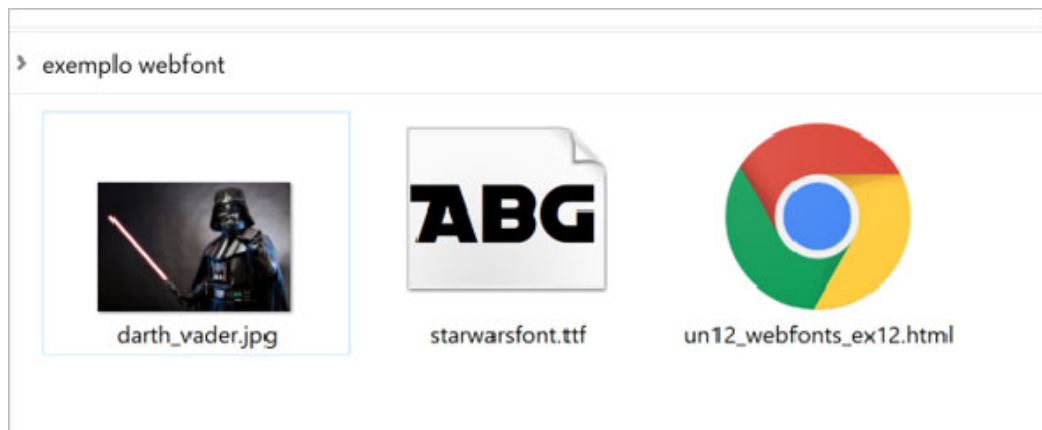 exemplo webfont
ABG
darth_vader.jpg
starwarsfont.ttf
un12_webfonts_ex12.html